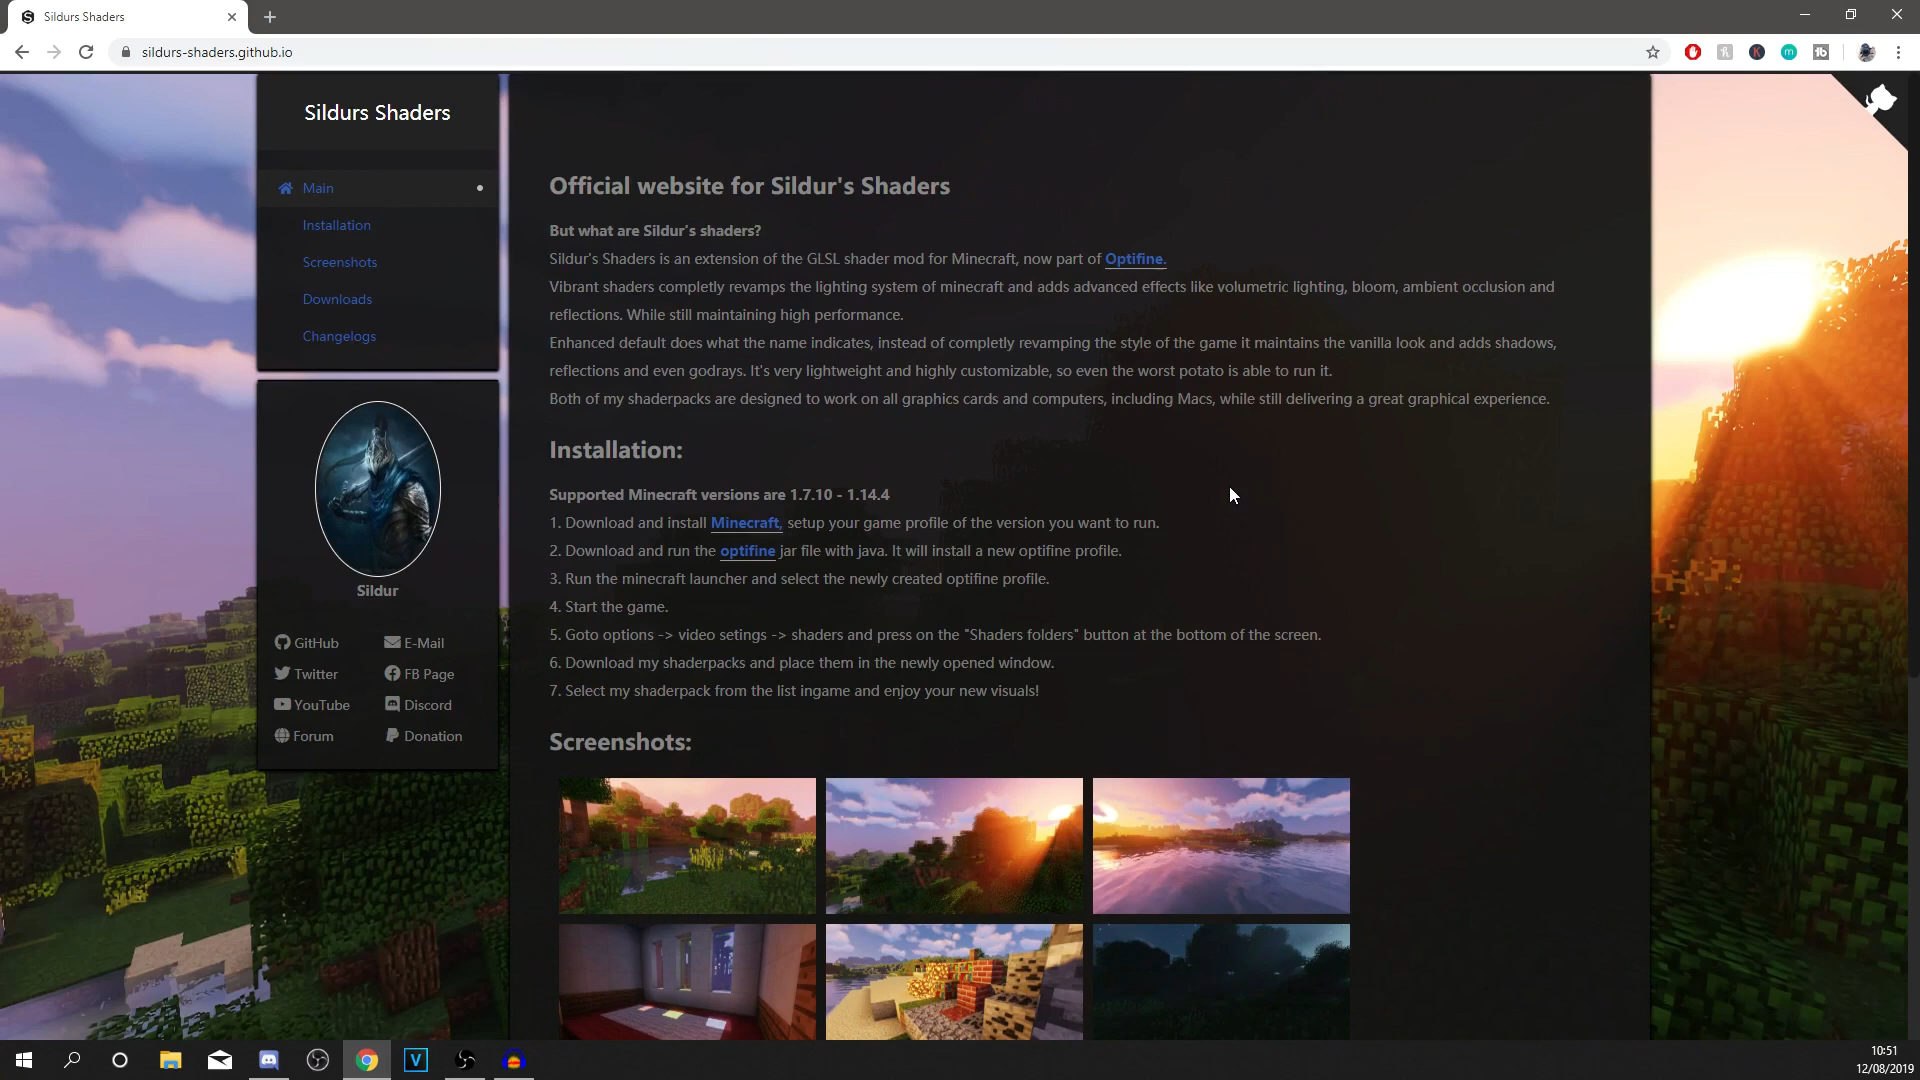 Sildurs Shaders
sildurs-shaders.github.io
Sildurs Shaders
Main
Installation
Screenshots
Downloads
Changelogs
Sildur
GitHub
E-Mail
Twitter
FB Page
YouTube
Discord
Forum
Donation
Official website for Sildur's Shaders
But what are Sildur's shaders?
Sildur's Shaders is an extension of the GLSL shader mod for Minecraft, now part of Optifine.
Vibrant shaders completly revamps the lighting system of minecraft and adds advanced effects like volumetric lighting, bloom, ambient occlusion and
reflections. While still maintaining high performance.
Enhanced default does what the name indicates, instead of completly revamping the style of the game it maintains the vanilla look and adds shadows,
reflections and even godrays. It's very lightweight and highly customizable, so even the worst potato is able to run it.
Both of my shaderpacks are designed to work on all graphics cards and computers, including Macs, while still delivering a great graphical experience.
Installation:
Supported Minecraft versions are 1.7.10 - 1.14.4
1. Download and install Minecraft, setup your game profile of the version you want to run.
2. Download and run the optifine jar file with java. It will install a new optifine profile.
3. Run the minecraft launcher and select the newly created optifine profile.
4. Start the game.
5. Goto options -> video setings -> shaders and press on the "Shaders folders" button at the bottom of the screen.
6. Download my shaderpacks and place them in the newly opened window.
7. Select my shaderpack from the list ingame and enjoy your new visuals!
Screenshots:
10:51
12/08/2019